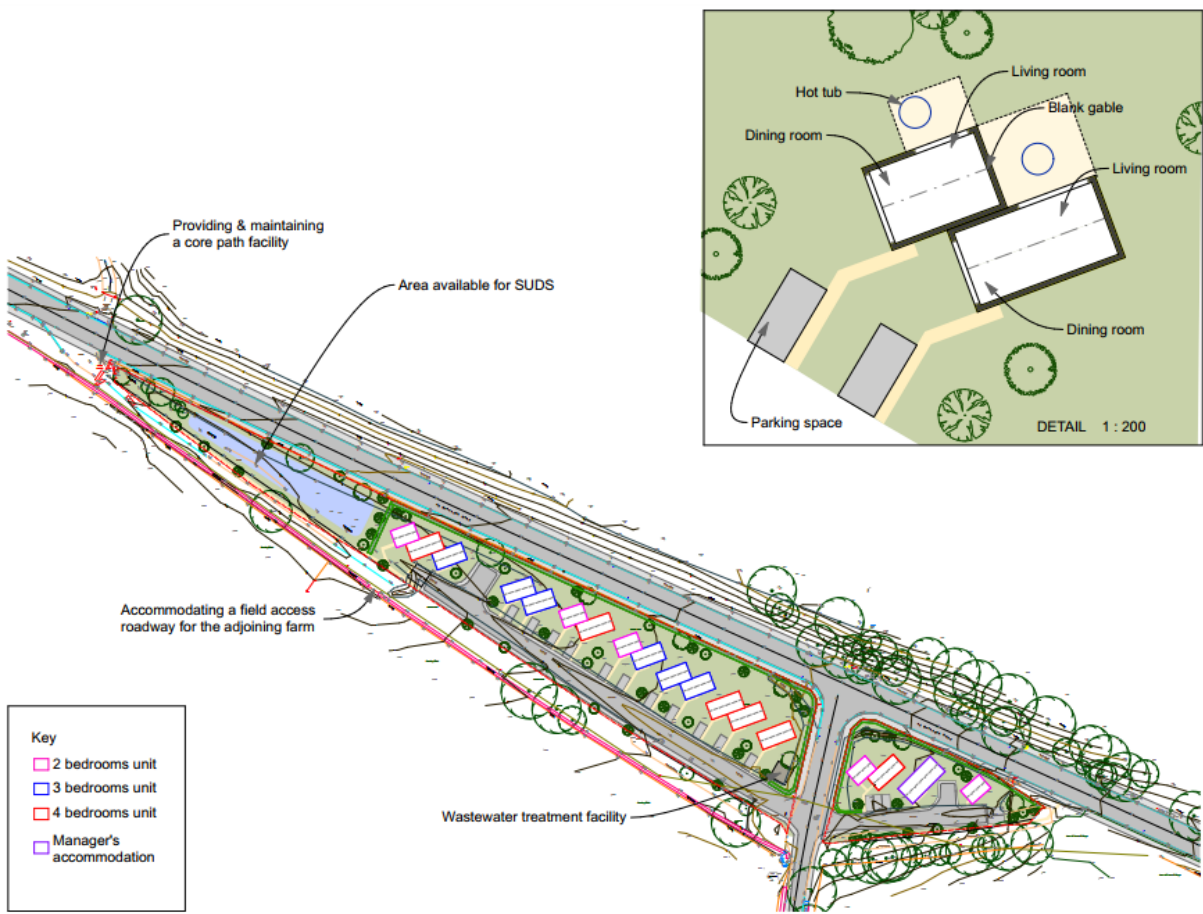 Living room
Hot tub
Blank gable
Dining room
Living room
Dining room
Parking space
DETAIL 1 : 200
Providing & maintaining
a core path facility
Area available for SUDS
Accommodating a field access
roadway for the adjoining farm
Wastewater treatment facility
Key
2 bedrooms unit
3 bedrooms unit
4 bedrooms unit
Manager's
accommodation